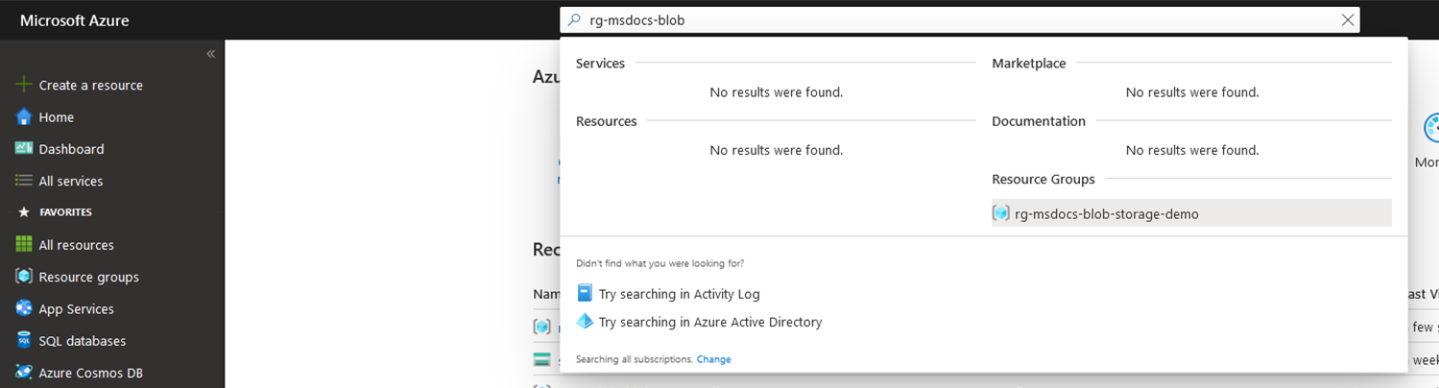 Microsoft Azure
rg-msdocs-blob
«
Create a resource
Home
Dashboard
All services
FAVORITES
All resources
Resource groups
App Services
SQL databases
Azure Cosmos DB
Services
No results were found.
Resources
No results were found.
Marketplace
No results were found.
Documentation
No results were found.
Resource Groups
rg-msdocs-blob-storage-demo
Didn't find what you were looking for?
Try searching in Activity Log
Try searching in Azure Active Directory
Searching all subscriptions. Change
Azu
Rec
Nam
Mor
ast Vi
few s
week